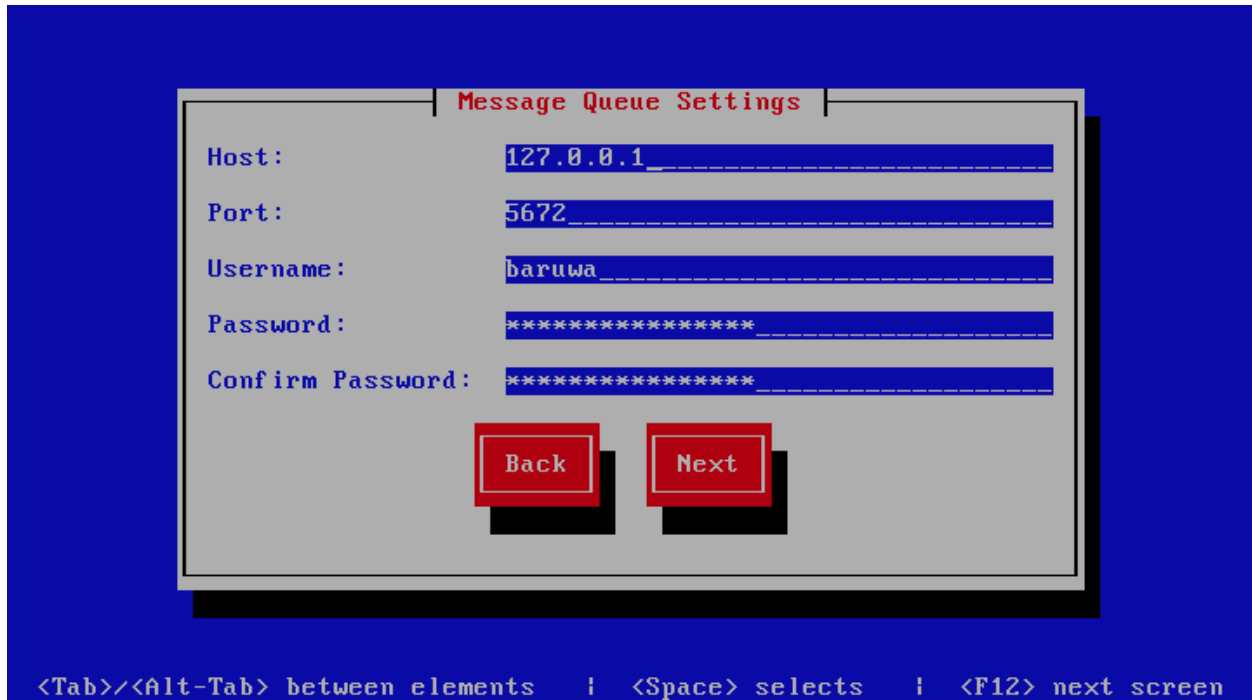 Message Queue Settings
Host: 127.0.0.1
Port: 5672
Username: baruwa
Password: ****************
Confirm Password: ****************
Back Next
<Tab>/<Alt-Tab> between elements | <Space> selects | <F12> next screen